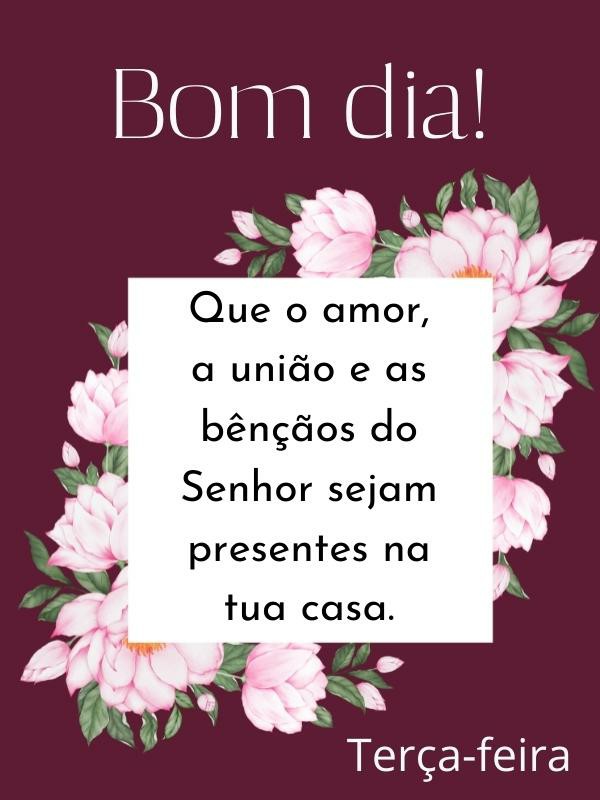 Bom dia!
Que o amor,
a união e as
bênçãos do
Senhor sejam
presentes na
tua casa.
Terça-feira